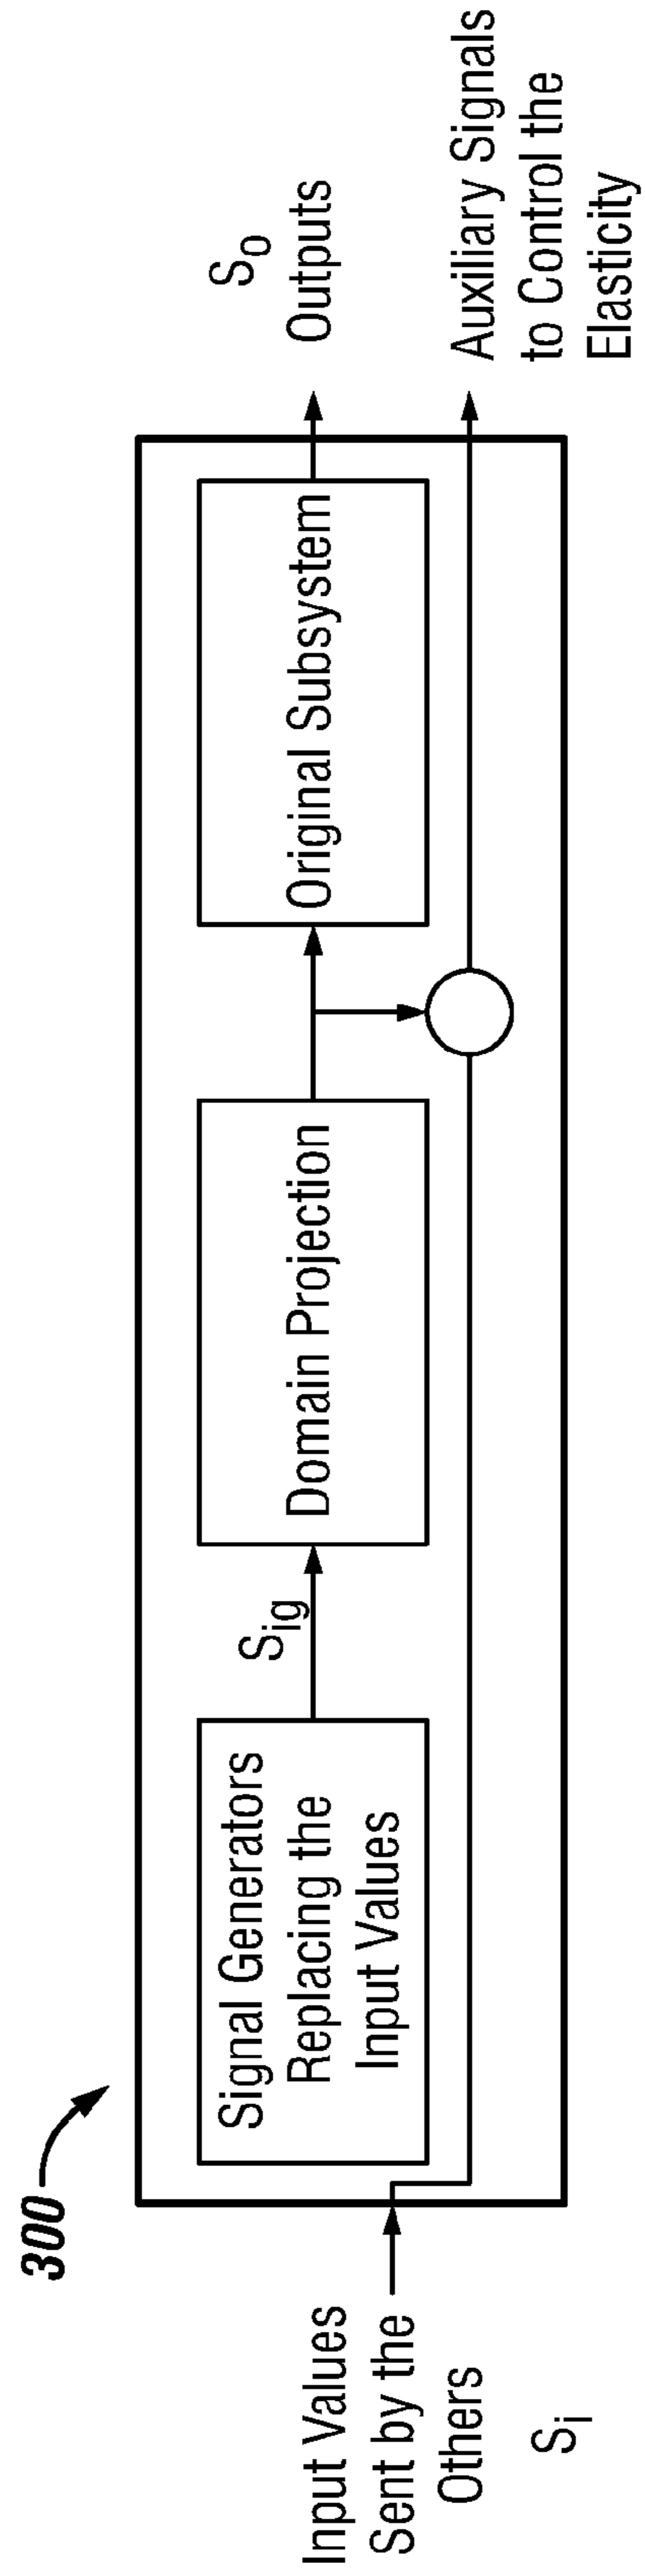 300
Input Values
Sent by the
Others
Si
Signal Generators
Replacing the
Input Values
Sig
Domain Projection
Original Subsystem
So
Outputs
Auxiliary Signals
to Control the
Elasticity